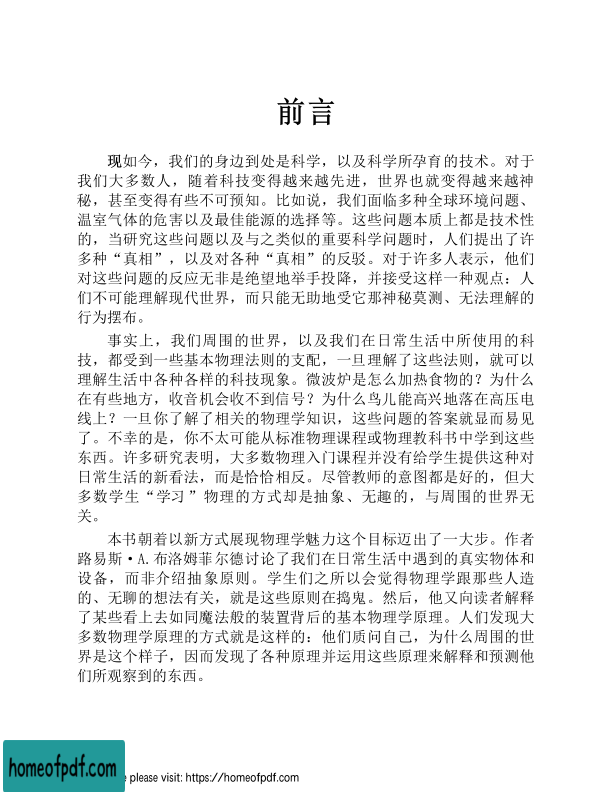 前言
现如今，我们的身边到处是科学，以及科学所孕育的技术。对于
我们大多数人，随着科技变得越来越先进，世界也就变得越来越神
秘，甚至变得有些不可预知。比如说，我们面临多种全球环境问题、
温室气体的危害以及最佳能源的选择等。这些问题本质上都是技术性
的，当研究这些问题以及与之类似的重要科学问题时，人们提出了许
多种“真相”，以及对各种“真相”的反驳。对于许多人表示，他们
对这些问题的反应无非是绝望地举手投降，并接受这样一种观点：人
们不可能理解现代世界，而只能无助地受它那神秘莫测、无法理解的
行为摆布。
事实上，我们周围的世界，以及我们在日常生活中所使用的科
技，都受到一些基本物理法则的支配，一旦理解了这些法则，就可以
理解生活中各种各样的科技现象。微波炉是怎么加热食物的？为什么
在有些地方，收音机会收不到信号？为什么鸟儿能高兴地落在高压电
线上？一旦你了解了相关的物理学知识，这些问题的答案就显而易见
了。不幸的是，你不太可能从标准物理课程或物理教科书中学到这些
东西。许多研究表明，大多数物理入门课程并没有给学生提供这种对
日常生活的新看法，而是恰恰相反。尽管教师的意图都是好的，但大
多数学生“学习”物理的方式却是抽象、无趣的，与周围的世界无
关。
本书朝着以新方式展现物理学魅力这个目标迈出了一大步。作者
路易斯·A.布洛姆菲尔德讨论了我们在日常生活中遇到的真实物体和
设备，而非介绍抽象原则。学生们之所以会觉得物理学跟那些人造
的、无聊的想法有关，就是这些原则在捣鬼。然后，他又向读者解释
了某些看上去如同魔法般的装置背后的基本物理学原理。人们发现大
多数物理学原理的方式就是这样的：他们质问自己，为什么周围的世
界是这个样子，因而发现了各种原理并运用这些原理来解释和预测他
们所观察到的东西。
homeofpdf.com
e please visit: https://homeofpdf.com